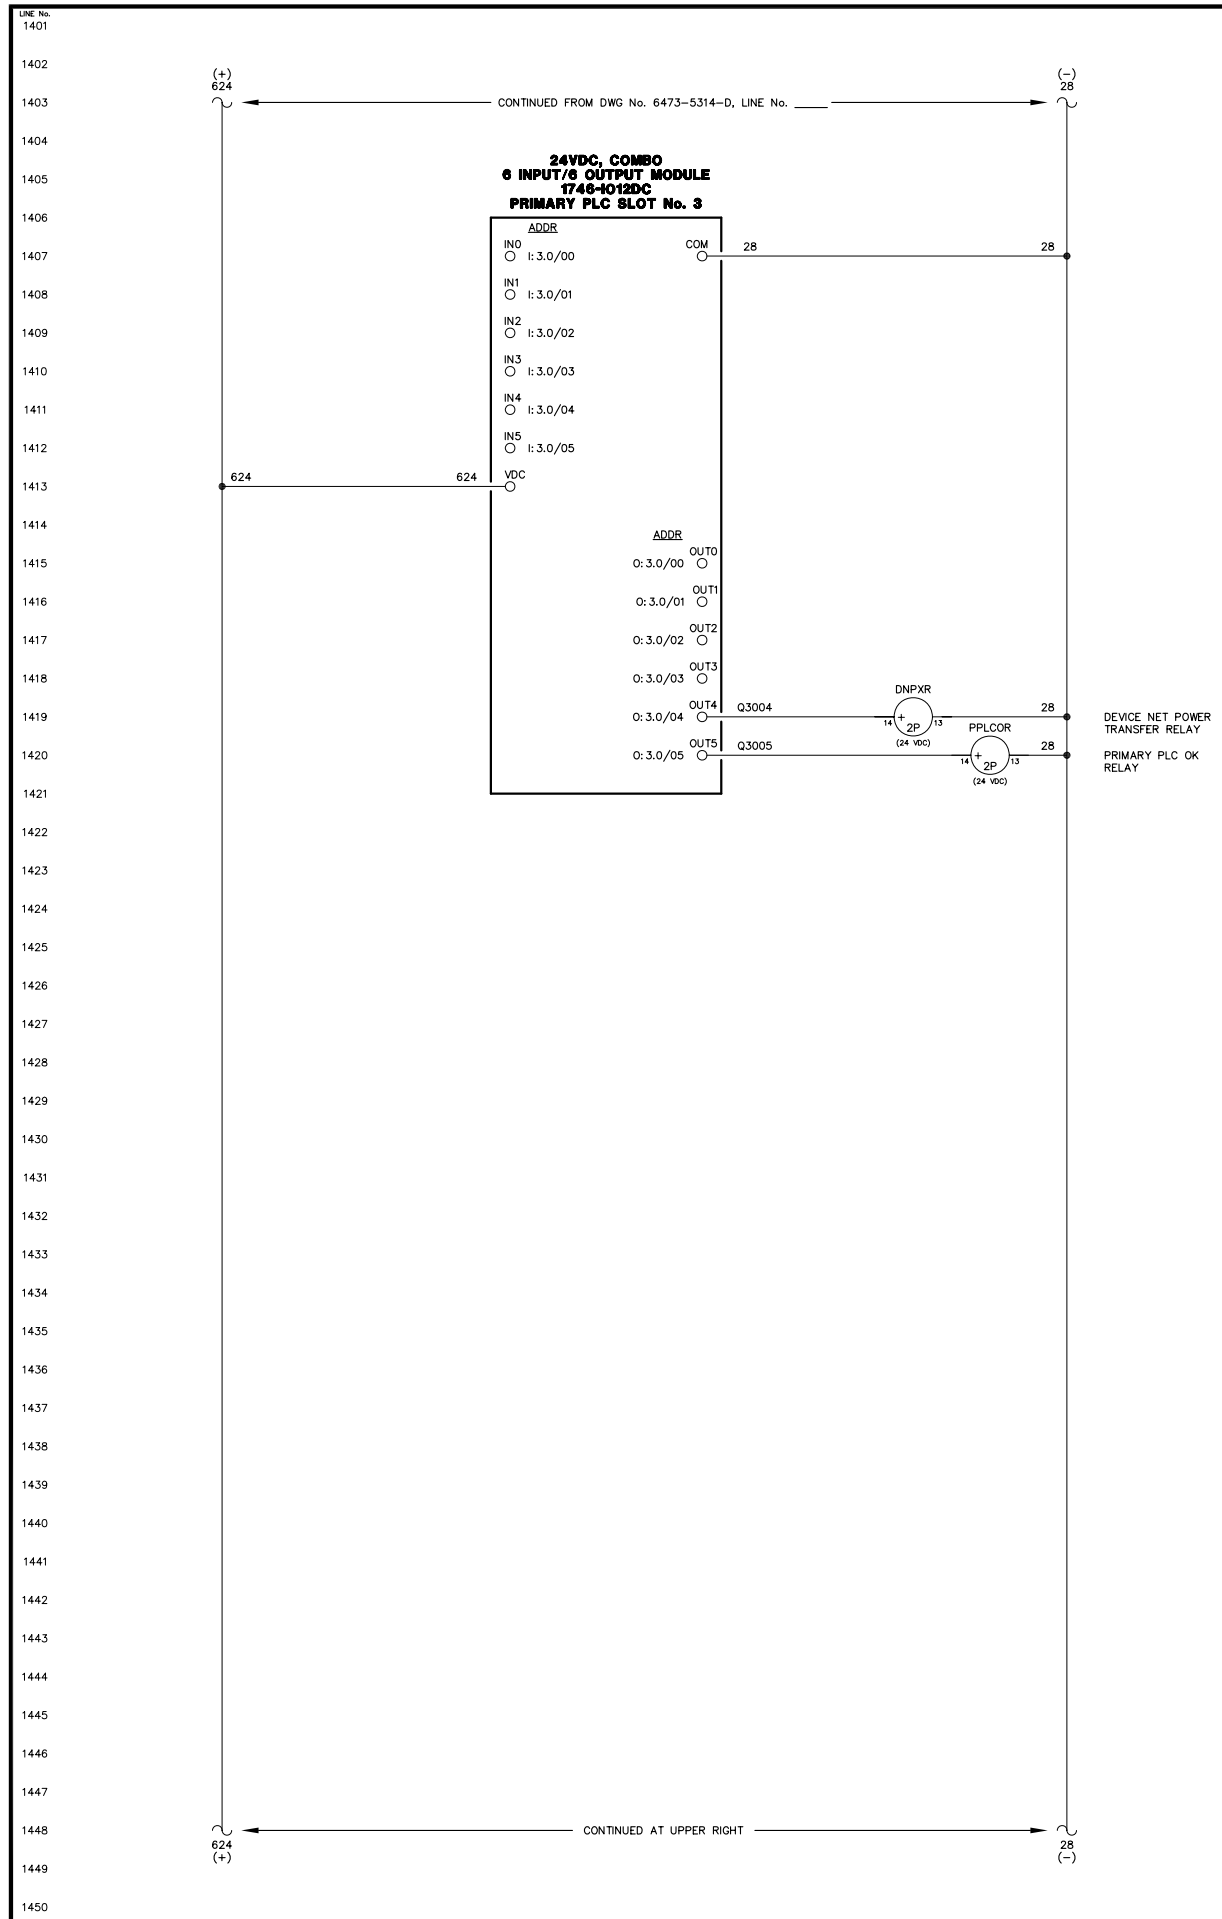 LINE No.
1401
1402
(+) (-)
624 28
1403 CONTINUED FROM DWG No. 6473-5314-D, LINE No. _____
1404
24VDC, COMBO
1405 6 INPUT/6 OUTPUT MODULE
1746-IO12DC
PRIMARY PLC SLOT No. 3
1406
ADDR
IN0 COM 28 28
1407 I:3.0/00
IN1
1408 I:3.0/01
IN2
1409 I:3.0/02
IN3
1410 I:3.0/03
IN4
1411 I:3.0/04
IN5
1412 I:3.0/05
624 624 VDC
1413
1414
ADDR
OUT0
1415 O:3.0/00
OUT1
1416 O:3.0/01
OUT2
1417 O:3.0/02
OUT3
1418 O:3.0/03
DNPXR
OUT4 Q3004 28
1419 O:3.0/04 14 + 13 DEVICE NET POWER
2P TRANSFER RELAY
(24 VDC) PPLCOR
OUT5 Q3005 28
1420 O:3.0/05 14 + 13 PRIMARY PLC OK
2P RELAY
(24 VDC)
1421
1422
1423
1424
1425
1426
1427
1428
1429
1430
1431
1432
1433
1434
1435
1436
1437
1438
1439
1440
1441
1442
1443
1444
1445
1446
1447
1448 CONTINUED AT UPPER RIGHT
624 28
(+) (-)
1449
1450